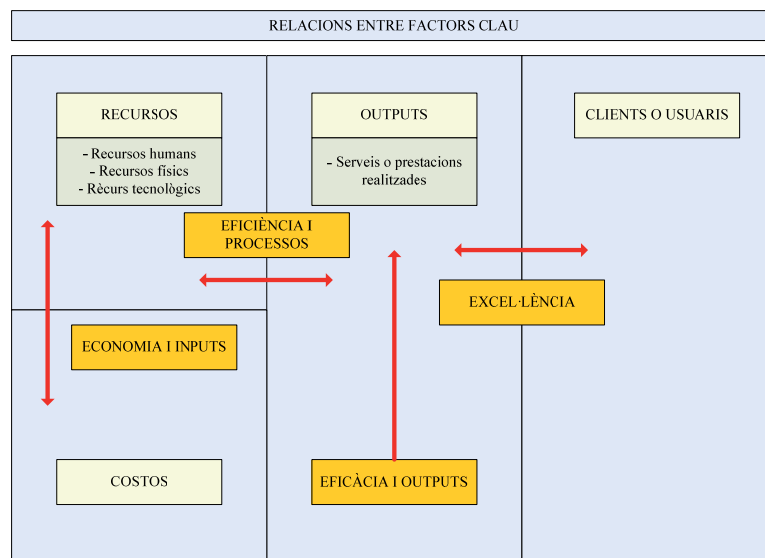 RELACIONS ENTRE FACTORS CLAU
RECURSOS
- Recursos humans
- Recursos físics
- Rècurs tecnològics
OUTPUTS
- Serveis o prestacions
realitzades
CLIENTS O USUARIS
EFICIÈNCIA I
PROCESSOS
EXCEL·LÈNCIA
ECONOMIA I INPUTS
COSTOS
EFICÀCIA I OUTPUTS